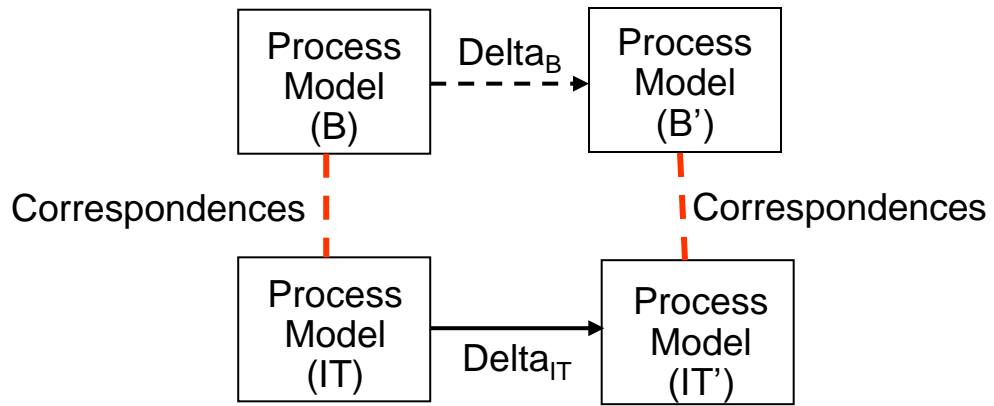 Process
Model
(B)
Delta_B
Process
Model
(B’)
Correspondences
Correspondences
Process
Model
(IT)
Delta_IT
Process
Model
(IT’)